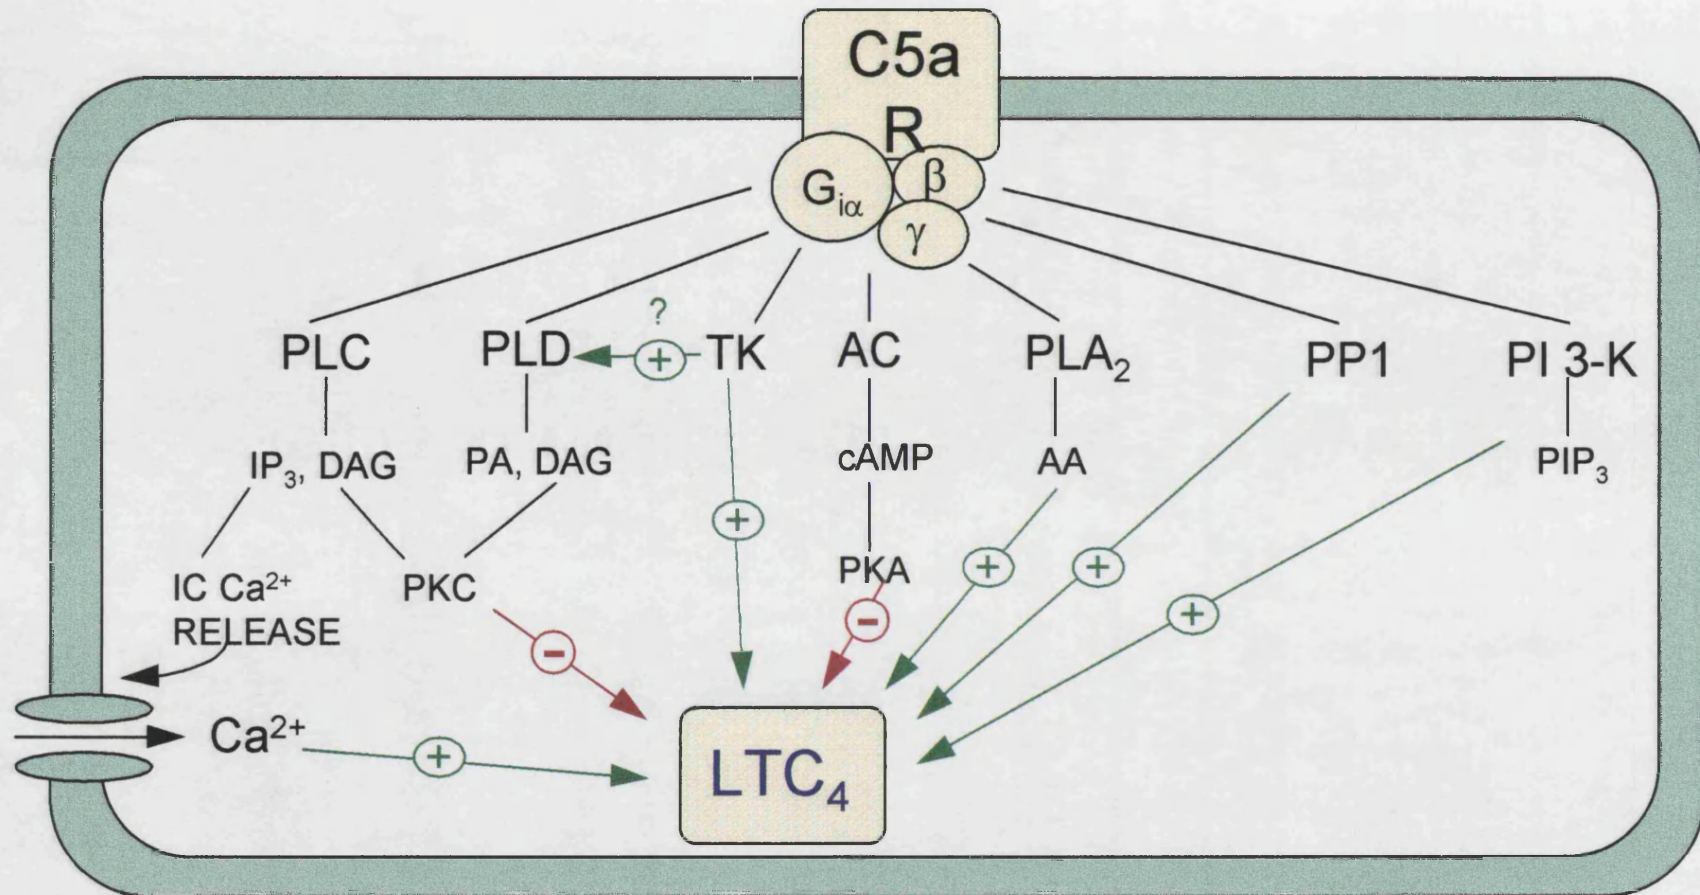 C5a
R
G_iα
β
γ
?
PLC
PLD
+
TK
AC
PLA₂
PP1
PI 3-K
IP₃, DAG
PA, DAG
cAMP
AA
PIP₃
+
IC Ca²⁺
RELEASE
PKC
PKA
+
+
+
-
-
Ca²⁺
+
LTC₄